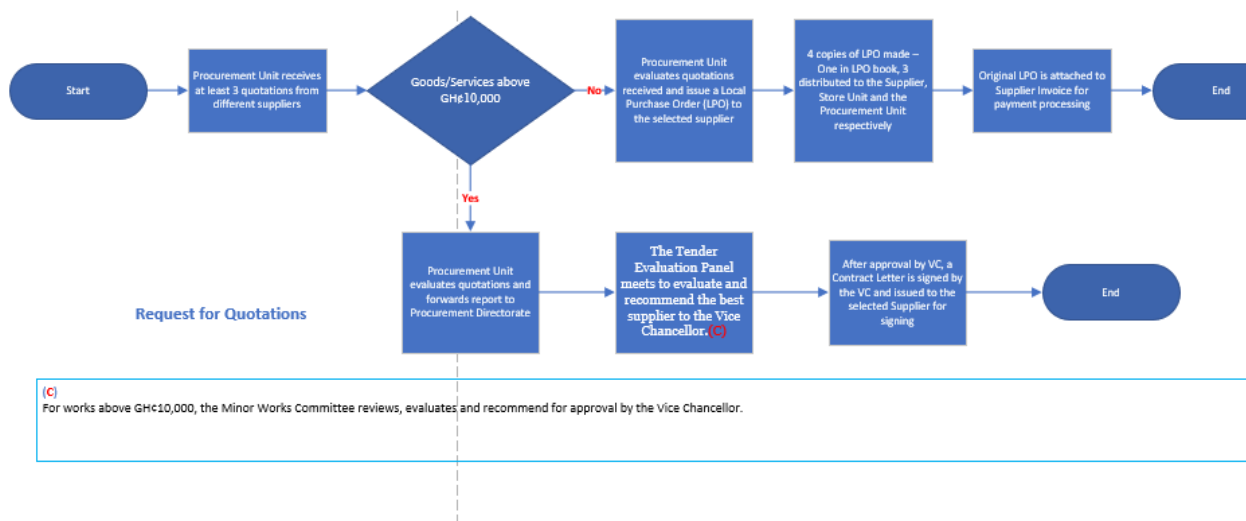 Start
Procurement Unit receives
at least 3 quotations from
different suppliers
Goods/Services above
GH¢10,000
No
Procurement Unit
evaluates quotations
received and issue a Local
Purchase Order (LPO) to
the selected supplier
4 copies of LPO made –
One in LPO book, 3
distributed to the Supplier,
Store Unit and the
Procurement Unit
respectively
Original LPO is attached to
Supplier Invoice for
payment processing
End
Yes
Procurement Unit
evaluates quotations and
forwards report to
Procurement Directorate
The Tender
Evaluation Panel
meets to evaluate and
recommend the best
supplier to the Vice
Chancellor.(C)
After approval by VC, a
Contract Letter is signed by
the VC and issued to the
selected Supplier for
signing
End
Request for Quotations
(C)
For works above GH¢10,000, the Minor Works Committee reviews, evaluates and recommend for approval by the Vice Chancellor.